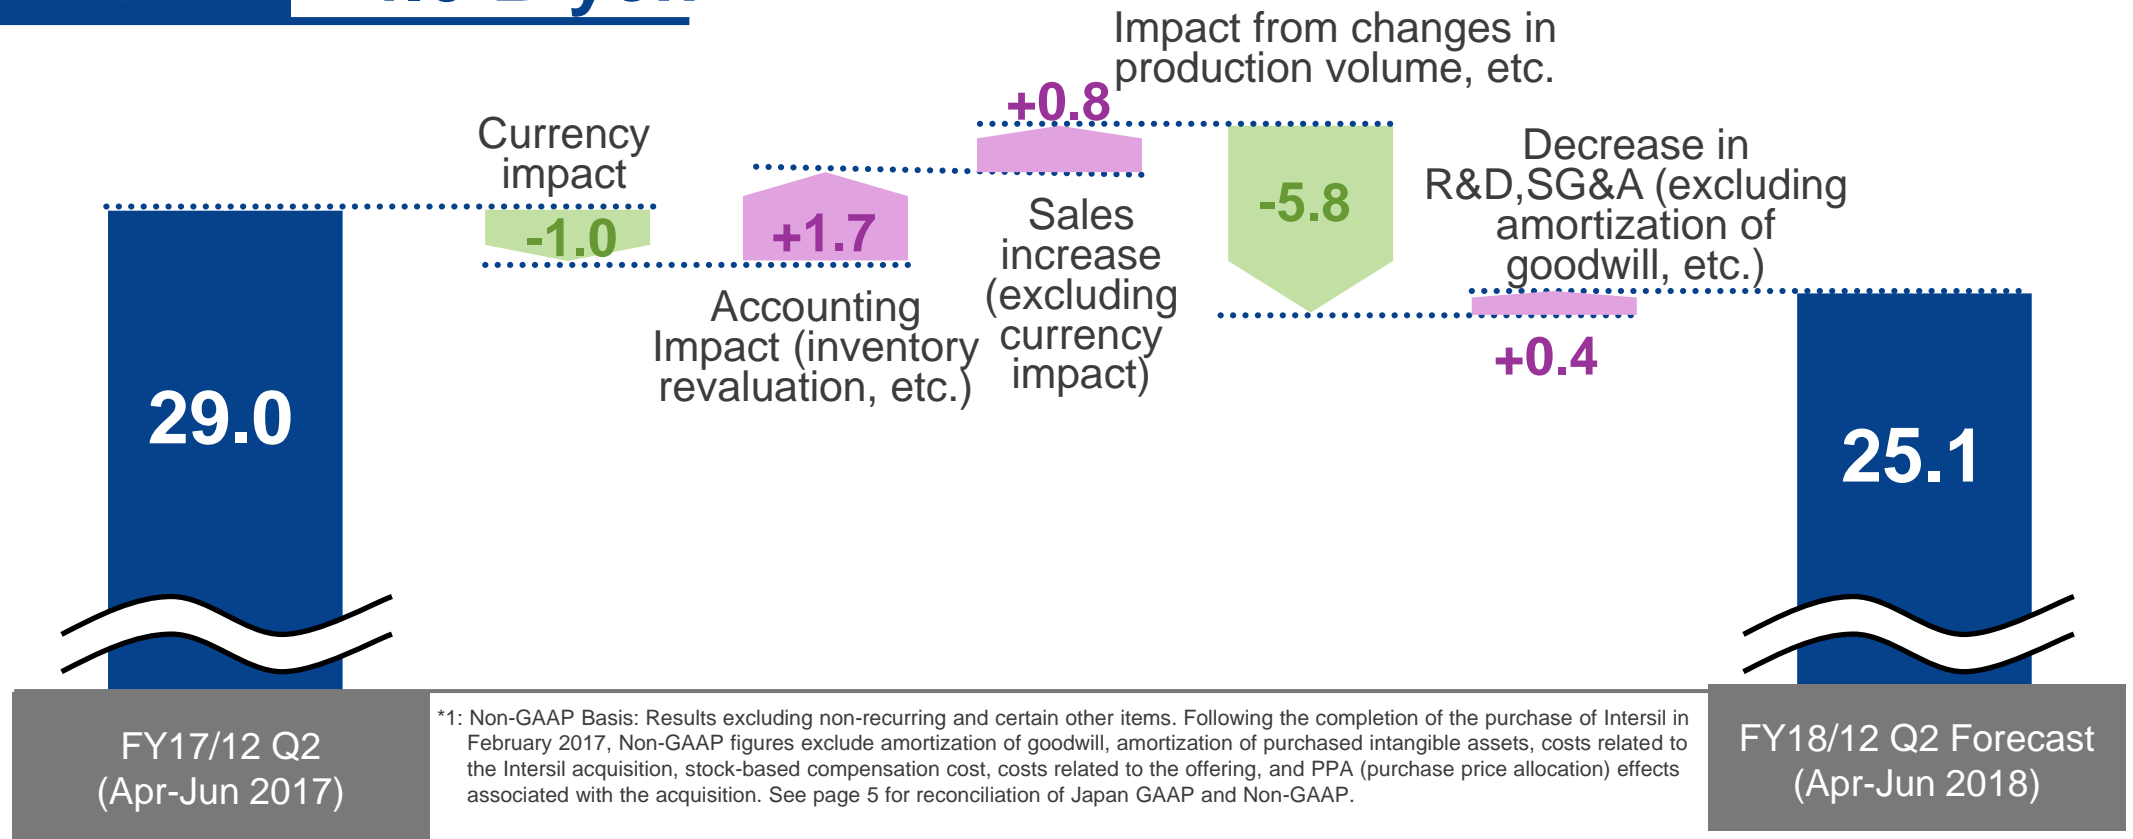 Impact from changes in
production volume, etc.
+0.8
Currency
impact
-1.0
+1.7
Accounting
Impact (inventory
revaluation, etc.)
Sales
increase
(excluding
currency
impact)
-5.8
Decrease in
R&D,SG&A (excluding
amortization of
goodwill, etc.)
+0.4
29.0
25.1
FY17/12 Q2
(Apr-Jun 2017)
*1: Non-GAAP Basis: Results excluding non-recurring and certain other items. Following the completion of the purchase of Intersil in
February 2017, Non-GAAP figures exclude amortization of goodwill, amortization of purchased intangible assets, costs related to
the Intersil acquisition, stock-based compensation cost, costs related to the offering, and PPA (purchase price allocation) effects
associated with the acquisition. See page 5 for reconciliation of Japan GAAP and Non-GAAP.
FY18/12 Q2 Forecast
(Apr-Jun 2018)